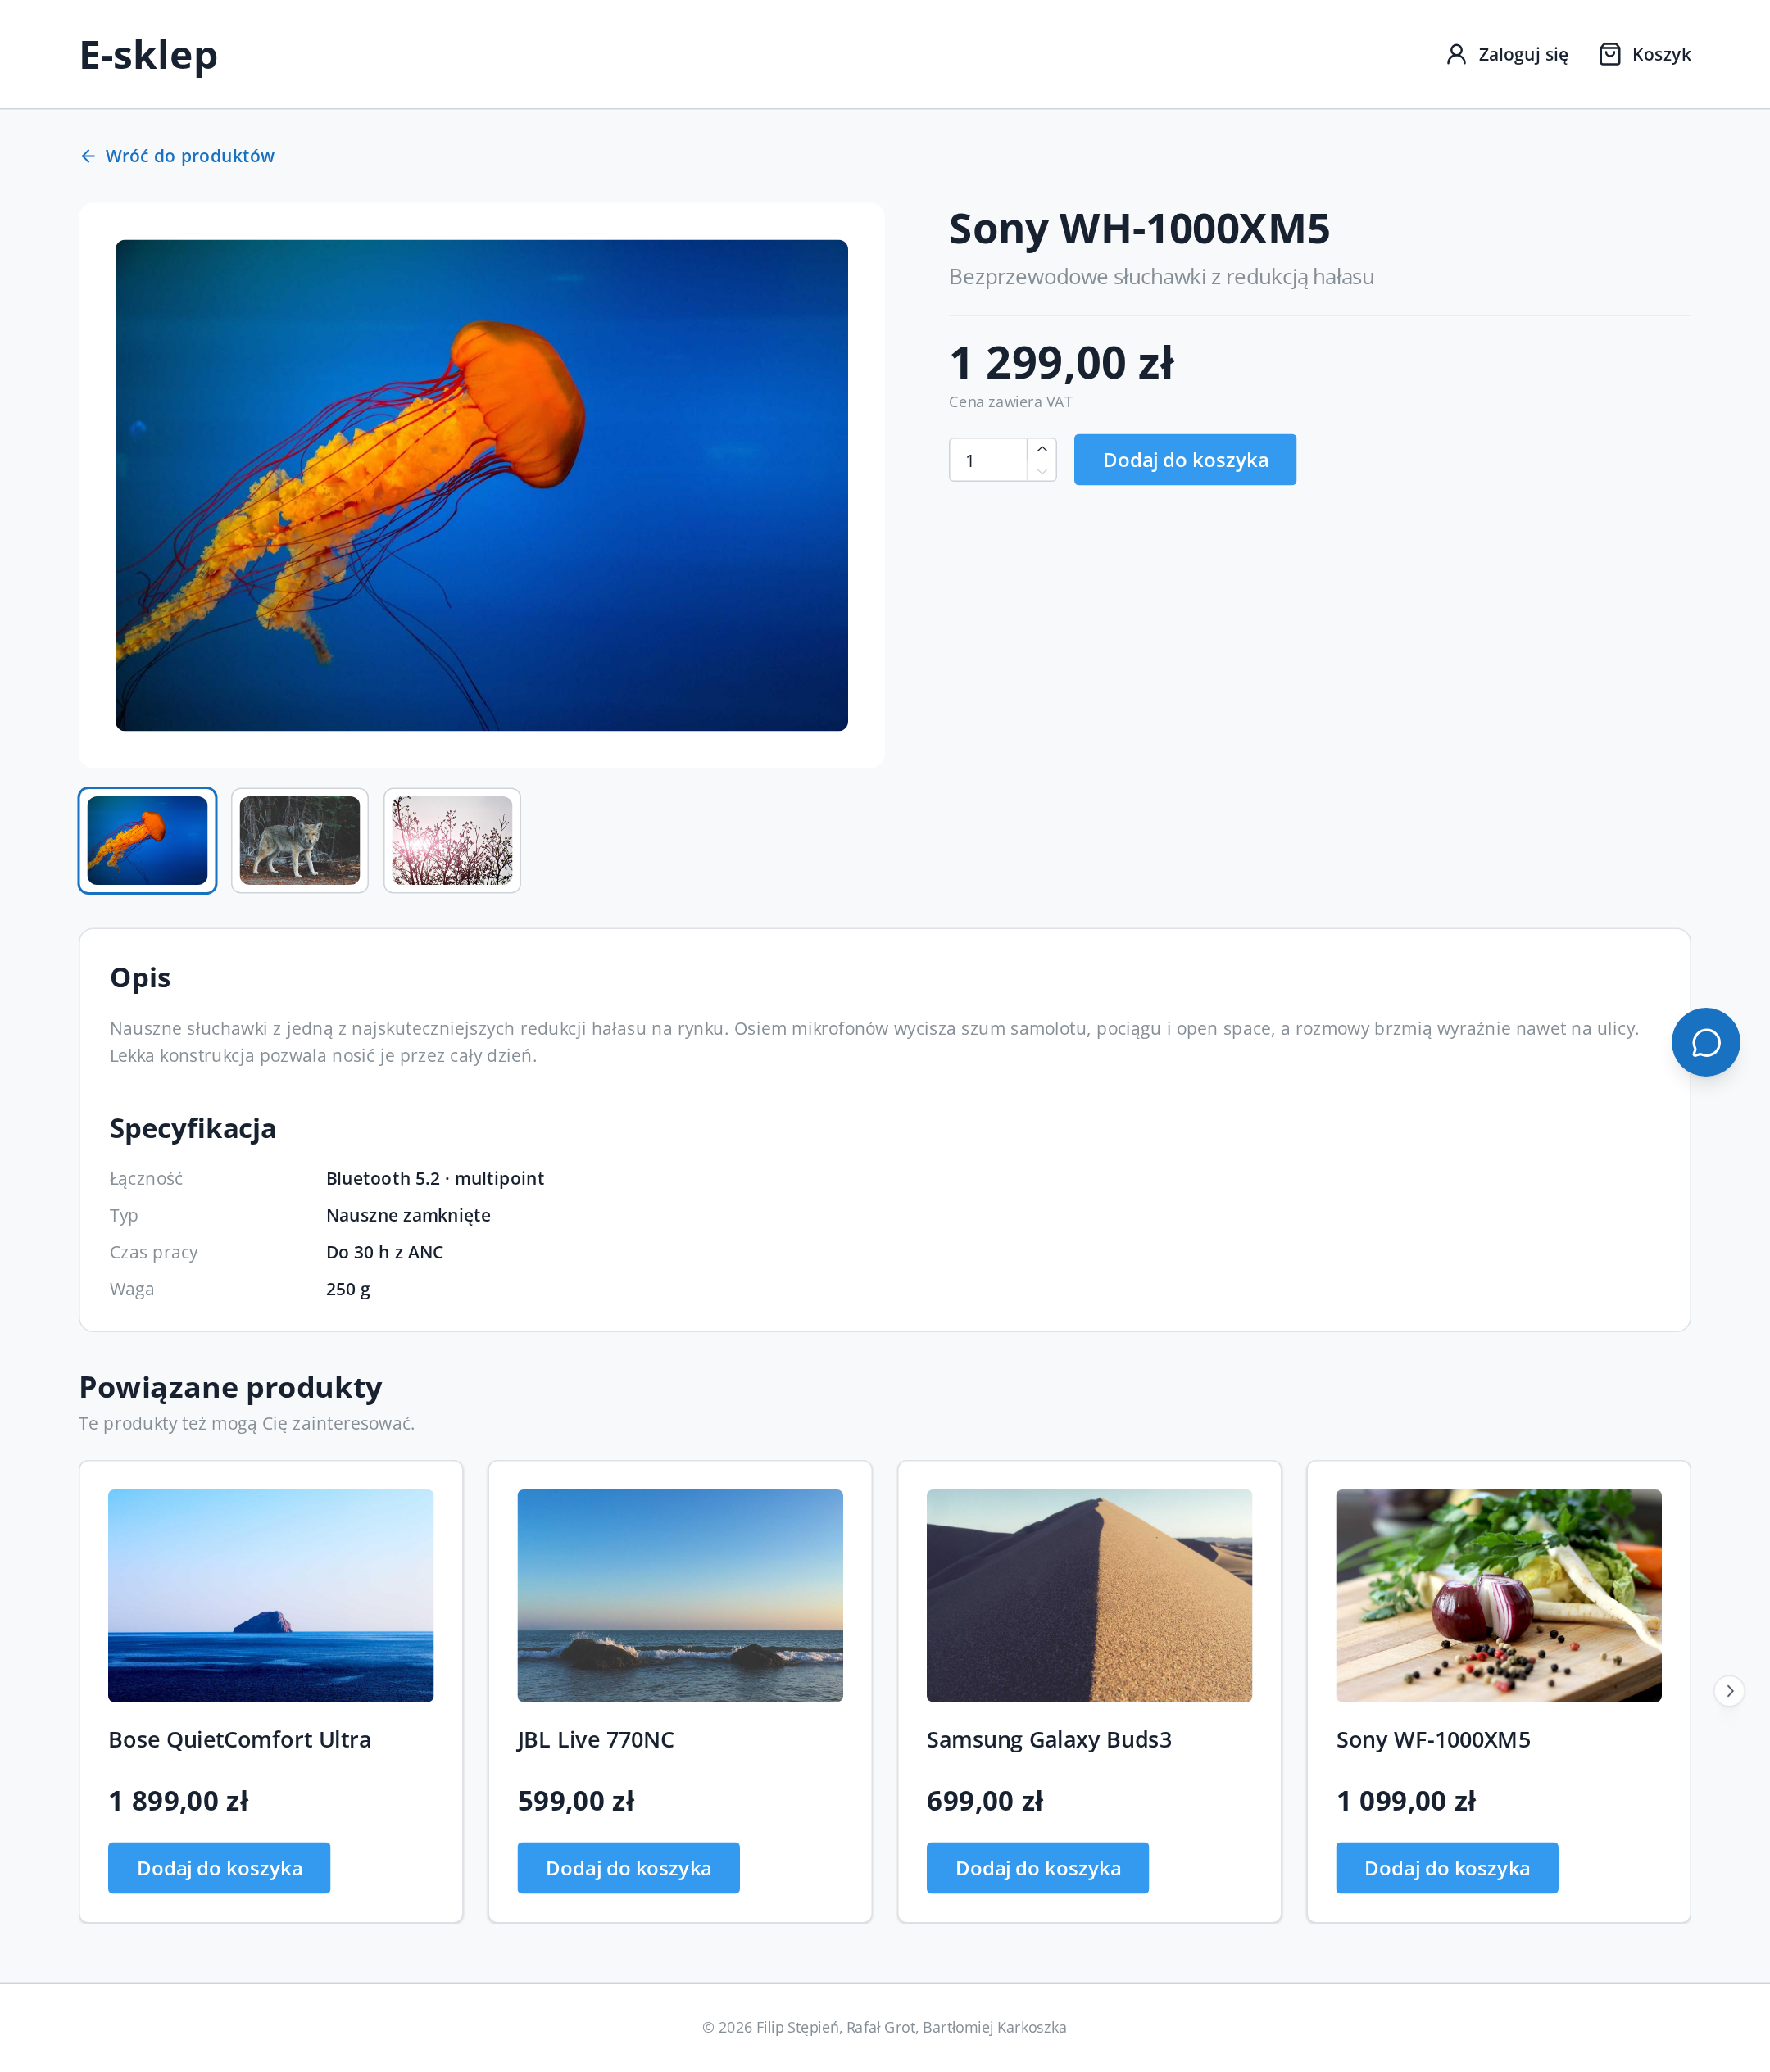 E-sklep
Zaloguj się
Koszyk
Wróć do produktów
Sony WH-1000XM5
Bezprzewodowe słuchawki z redukcją hałasu
1 299,00 zł
Cena zawiera VAT
1
Dodaj do koszyka
Opis
Nauszne słuchawki z jedną z najskuteczniejszych redukcji hałasu na rynku. Osiem mikrofonów wycisza szum samolotu, pociągu i open space, a rozmowy brzmią wyraźnie nawet na ulicy.
Lekka konstrukcja pozwala nosić je przez cały dzień.
Specyfikacja
Łączność Bluetooth 5.2 · multipoint
Typ Nauszne zamknięte
Czas pracy Do 30 h z ANC
Waga 250 g
Powiązane produkty
Te produkty też mogą Cię zainteresować.
Bose QuietComfort Ultra
1 899,00 zł
Dodaj do koszyka
JBL Live 770NC
599,00 zł
Dodaj do koszyka
Samsung Galaxy Buds3
699,00 zł
Dodaj do koszyka
Sony WF-1000XM5
1 099,00 zł
Dodaj do koszyka
© 2026 Filip Stępień, Rafał Grot, Bartłomiej Karkoszka